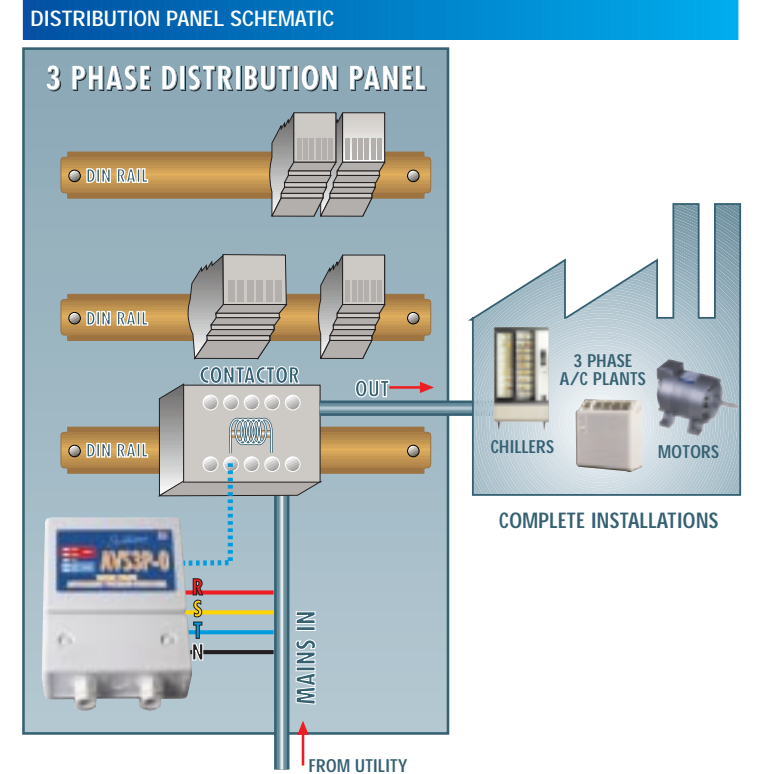 DISTRIBUTION PANEL SCHEMATIC
3 PHASE DISTRIBUTION PANEL
DIN RAIL
DIN RAIL
CONTACTOR
OUT
DIN RAIL
3 PHASE
A/C PLANTS
CHILLERS
MOTORS
COMPLETE INSTALLATIONS
AVS3P-0
R
S
T
N
MAINS IN
FROM UTILITY